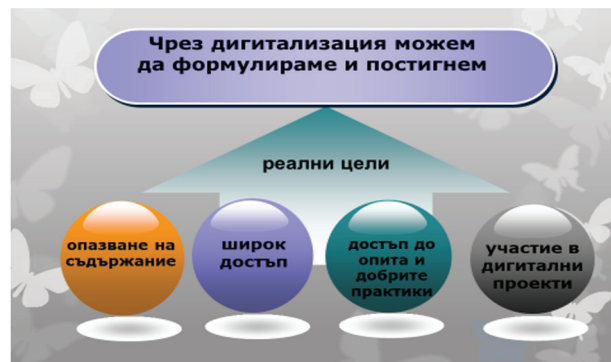 Чрез дигитализация можем
да формулираме и постигнем
реални цели
опазване на
съдържание
широк
достъп
достъп до
опита и
добрите
практики
участие в
дигитални
проекти